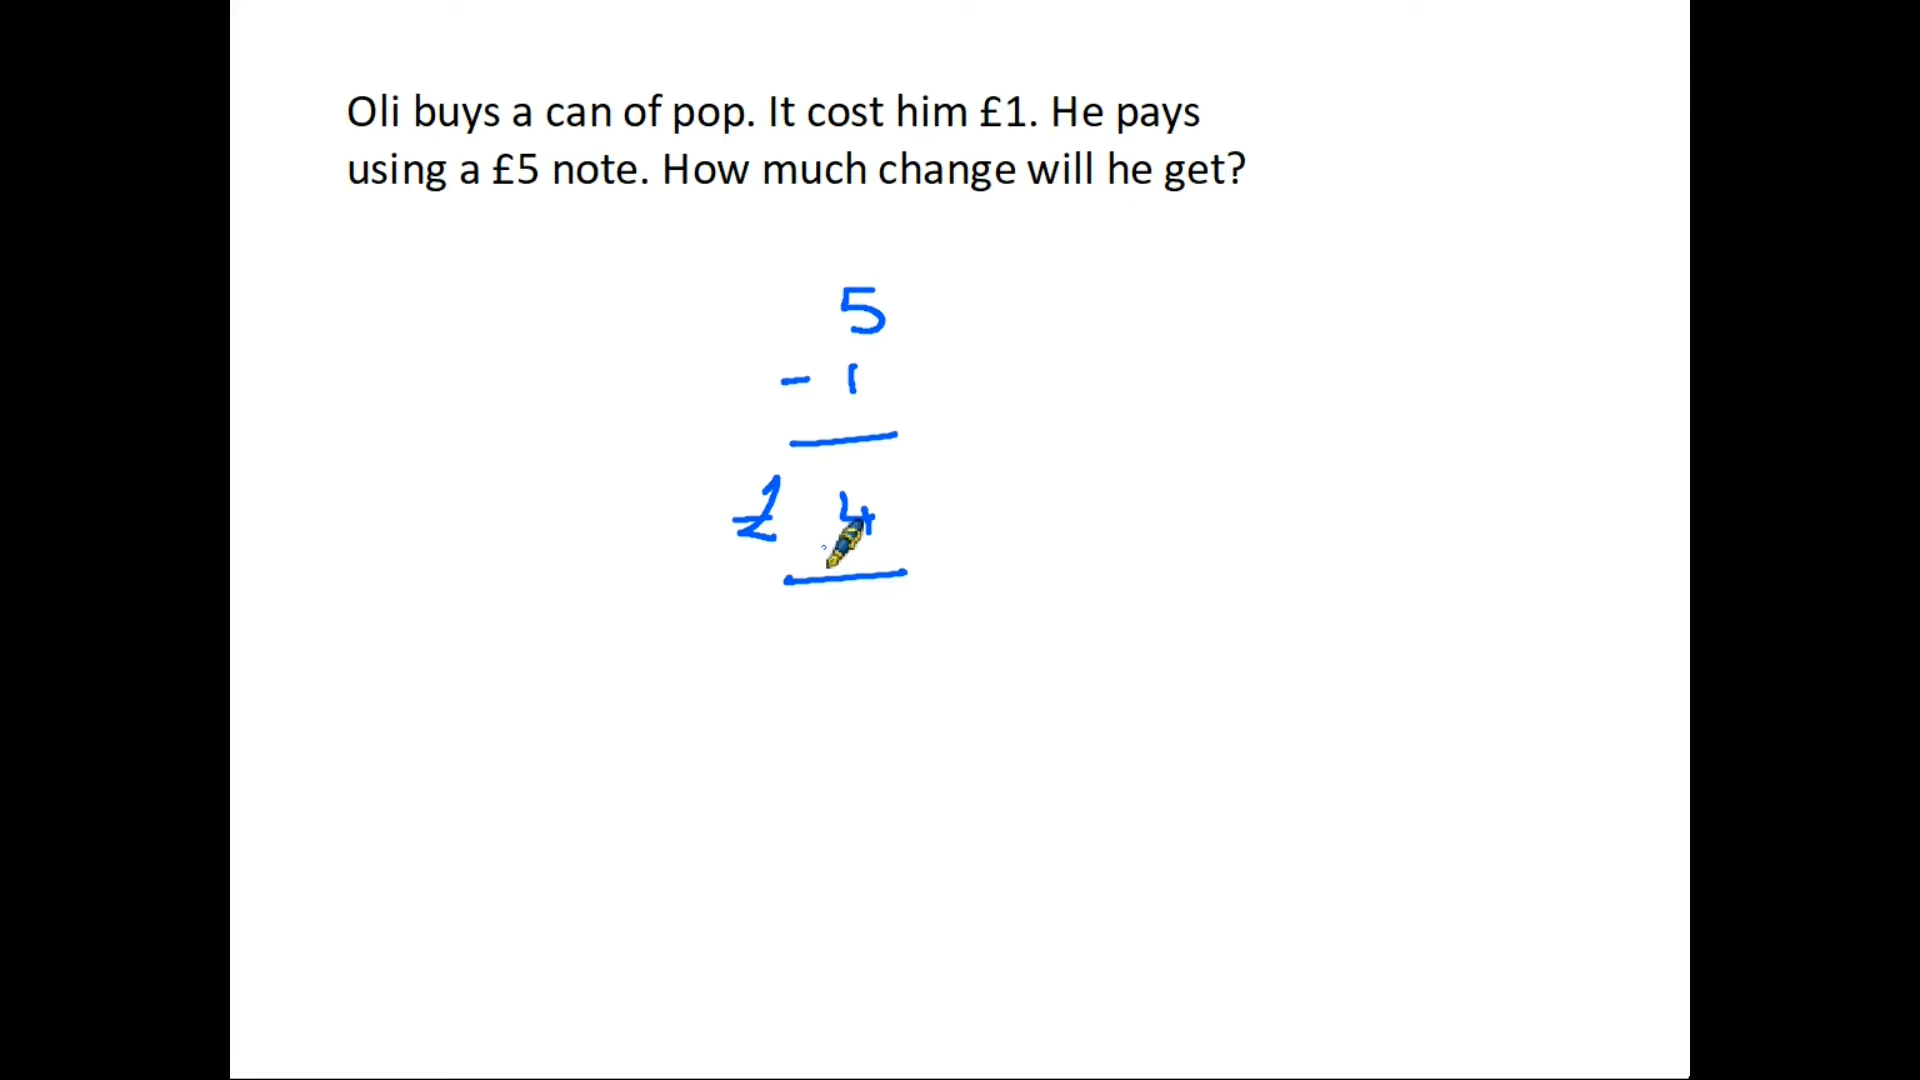 Oli buys a can of pop. It cost him £1. He pays
using a £5 note. How much change will he get?
5
- 1
£ 4